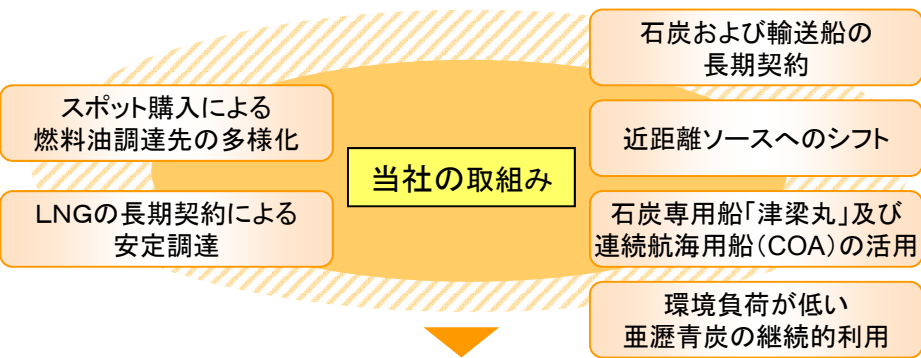 石炭および輸送船の
長期契約
スポット購入による
燃料油調達先の多様化
近距離ソースへのシフト
当社の取組み
LNGの長期契約による
安定調達
石炭専用船「津梁丸」及び
連続航海用船(COA)の活用
環境負荷が低い
亜瀝青炭の継続的利用